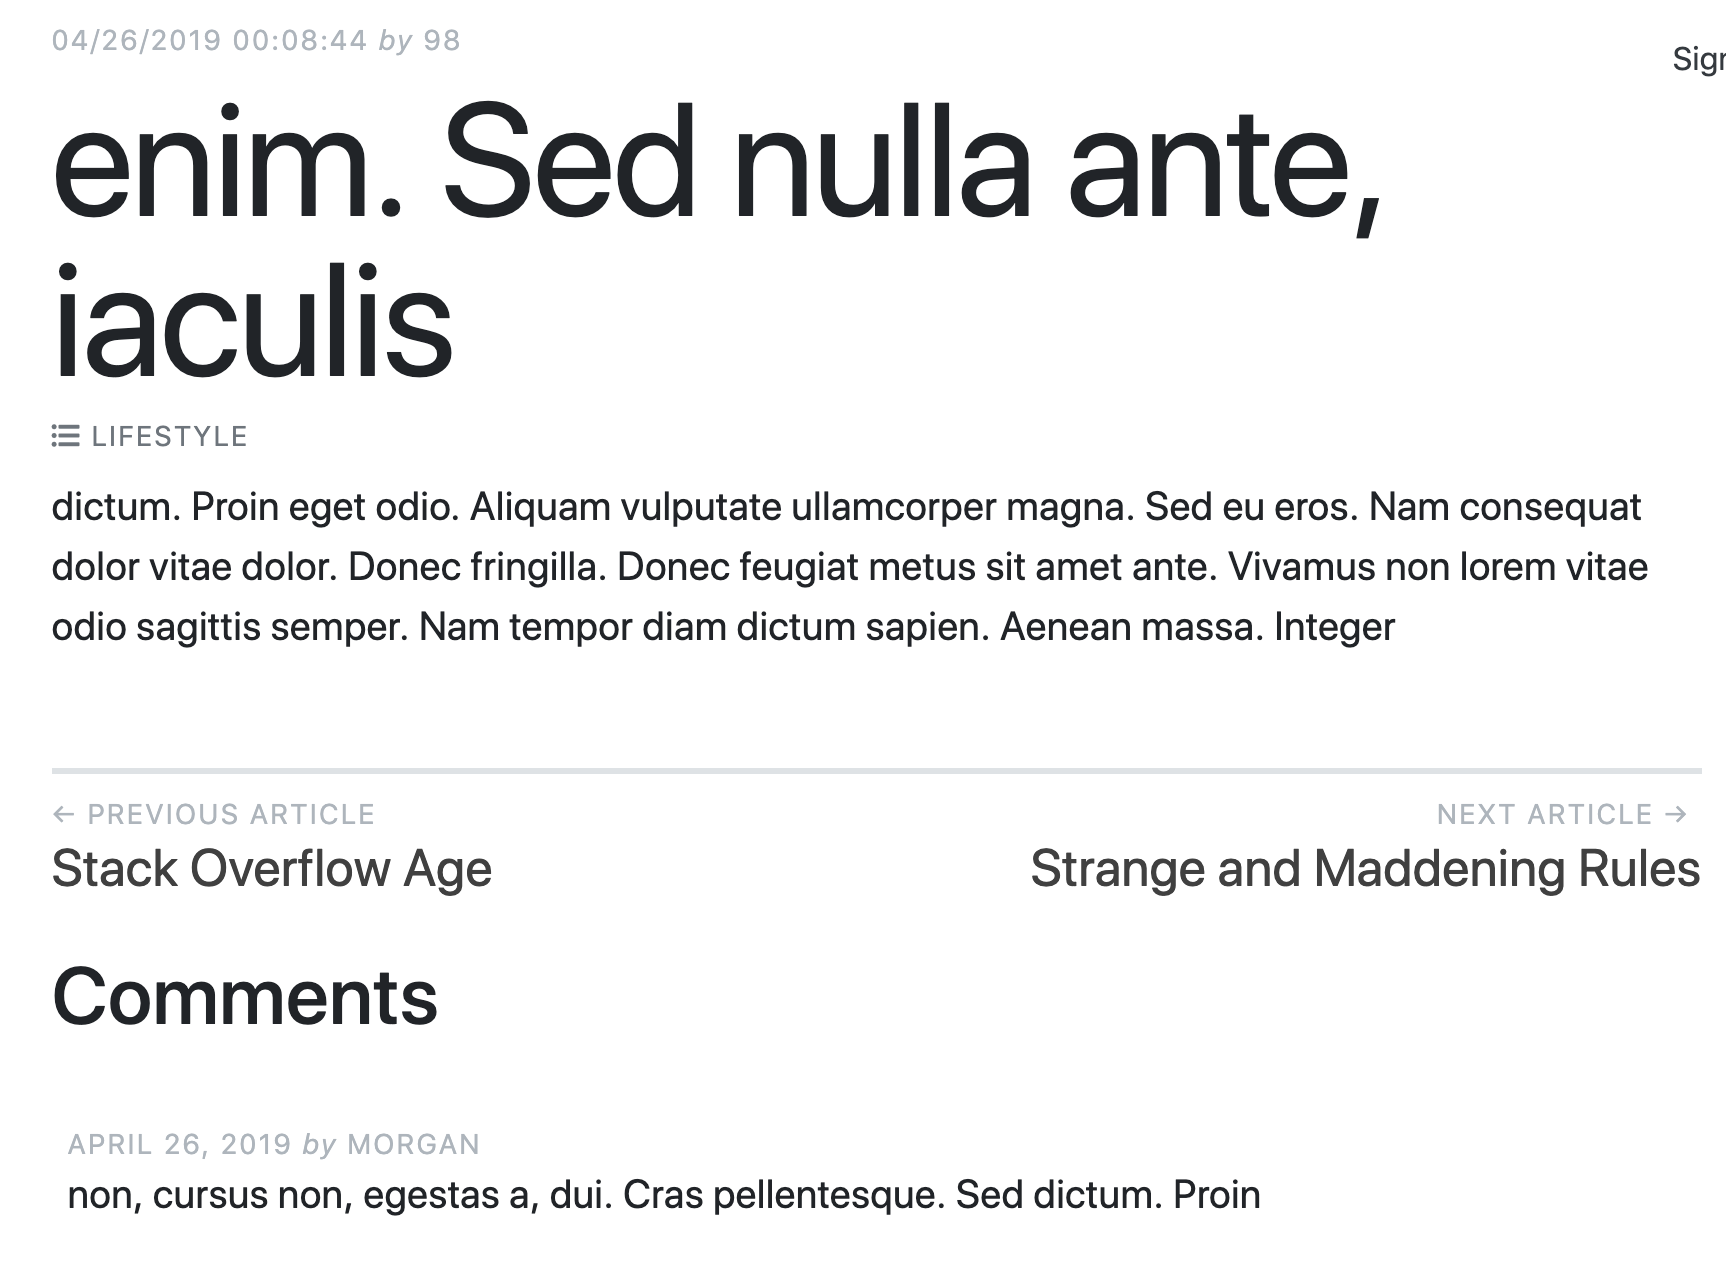 04/26/2019 00:08:44 by 98
Sign
enim. Sed nulla ante,
iaculis
LIFESTYLE
dictum. Proin eget odio. Aliquam vulputate ullamcorper magna. Sed eu eros. Nam consequat
dolor vitae dolor. Donec fringilla. Donec feugiat metus sit amet ante. Vivamus non lorem vitae
odio sagittis semper. Nam tempor diam dictum sapien. Aenean massa. Integer
← PREVIOUS ARTICLE
NEXT ARTICLE →
Stack Overflow Age
Strange and Maddening Rules
Comments
APRIL 26, 2019 by MORGAN
non, cursus non, egestas a, dui. Cras pellentesque. Sed dictum. Proin